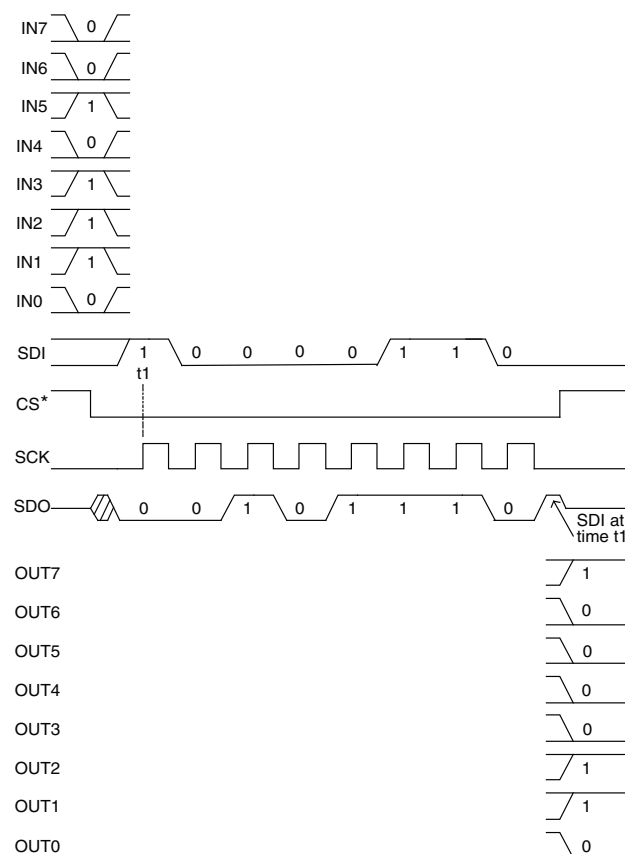 IN7 0
IN6 0
IN5 1
IN4 0
IN3 1
IN2 1
IN1 1
IN0 0
SDI 1 0 0 0 0 1 1 0
t1
CS*
SCK
SDO 0 0 1 0 1 1 1 0
SDI at
time t1
OUT7 1
OUT6 0
OUT5 0
OUT4 0
OUT3 0
OUT2 1
OUT1 1
OUT0 0